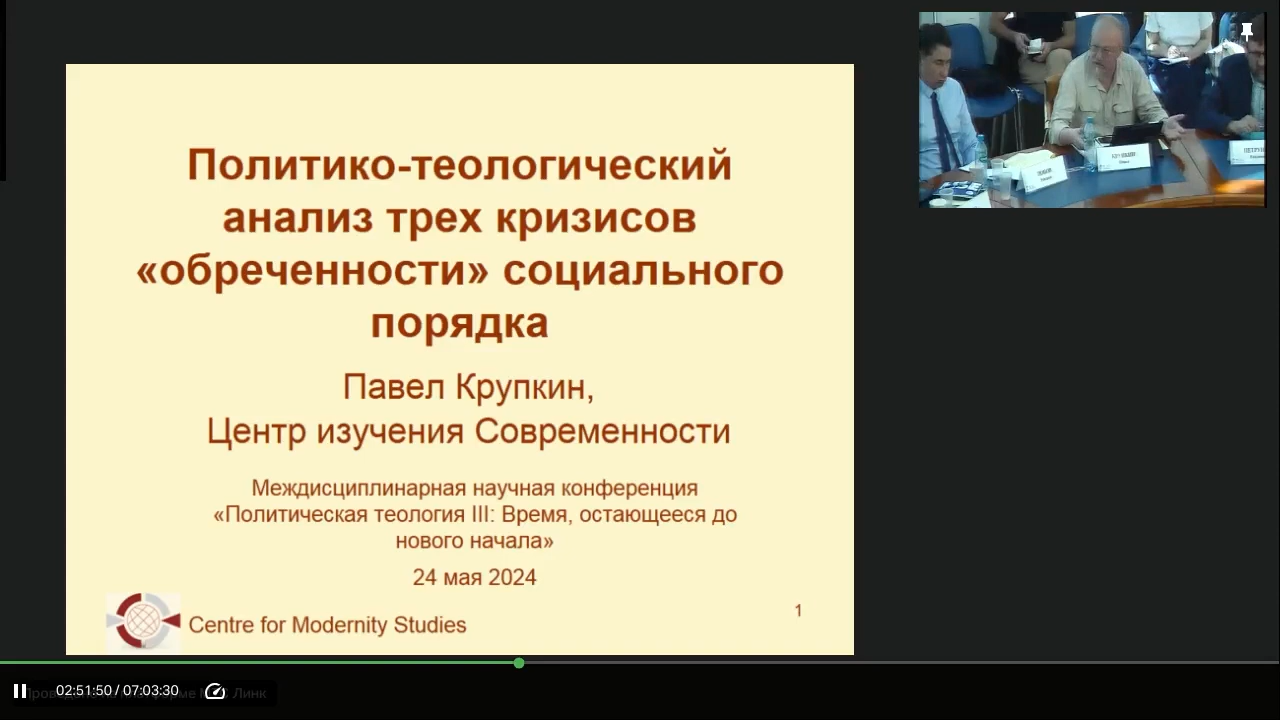 Политико-теологический
анализ трех кризисов
«обреченности» социального
порядка
Павел Крупкин,
Центр изучения Современности
Междисциплинарная научная конференция
«Политическая теология III: Время, остающееся до
нового начала»
24 мая 2024
Centre for Modernity Studies
1
02:51:50 / 07:03:30
Линк